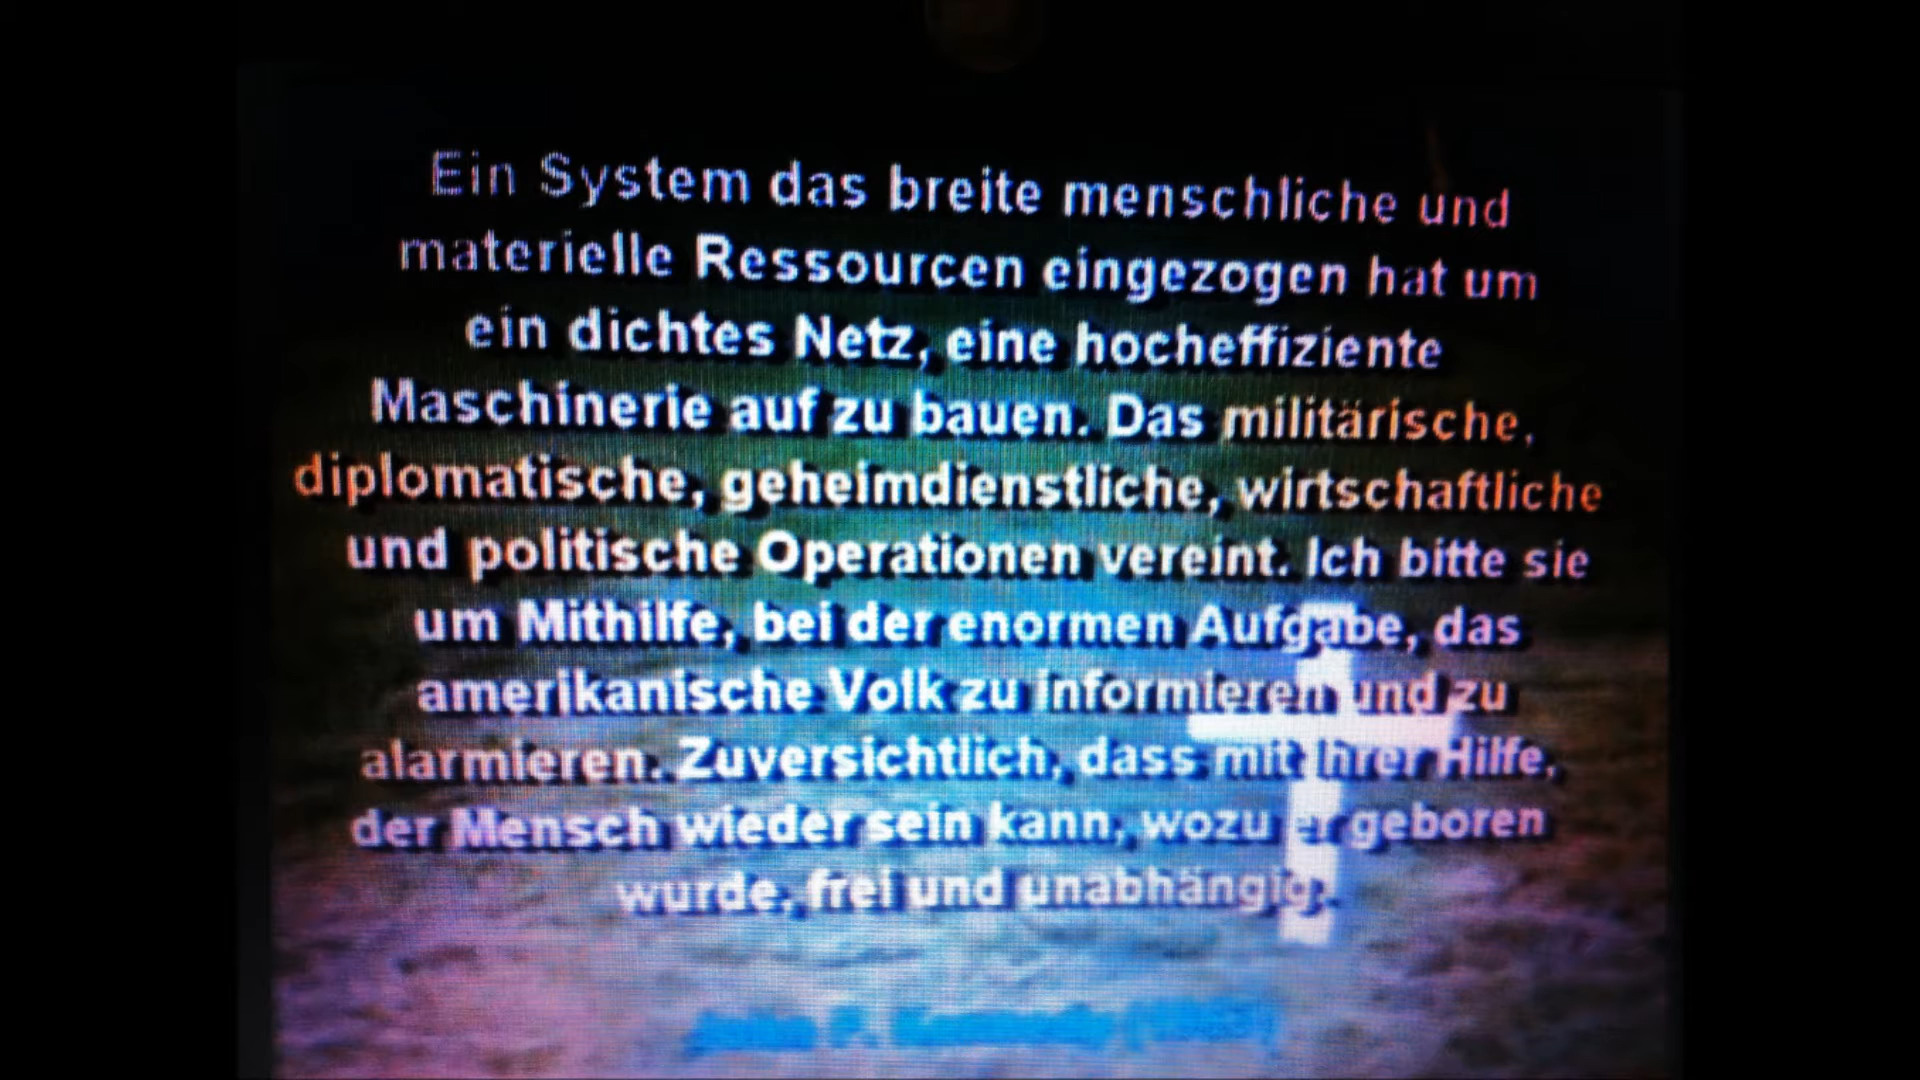 Ein System das breite menschliche und
materielle Ressourcen eingezogen hat um
ein dichtes Netz, eine hocheffiziente
Maschinerie auf zu bauen. Das militärische,
diplomatische, geheimdienstliche, wirtschaftliche
und politische Operationen vereint. Ich bitte sie
um Mithilfe, bei der enormen Aufgabe, das
amerikanische Volk zu informieren und zu
alarmieren. Zuversichtlich, dass mit Ihrer Hilfe,
der Mensch wieder sein kann, wozu er geboren
wurde, frei und unabhängig.